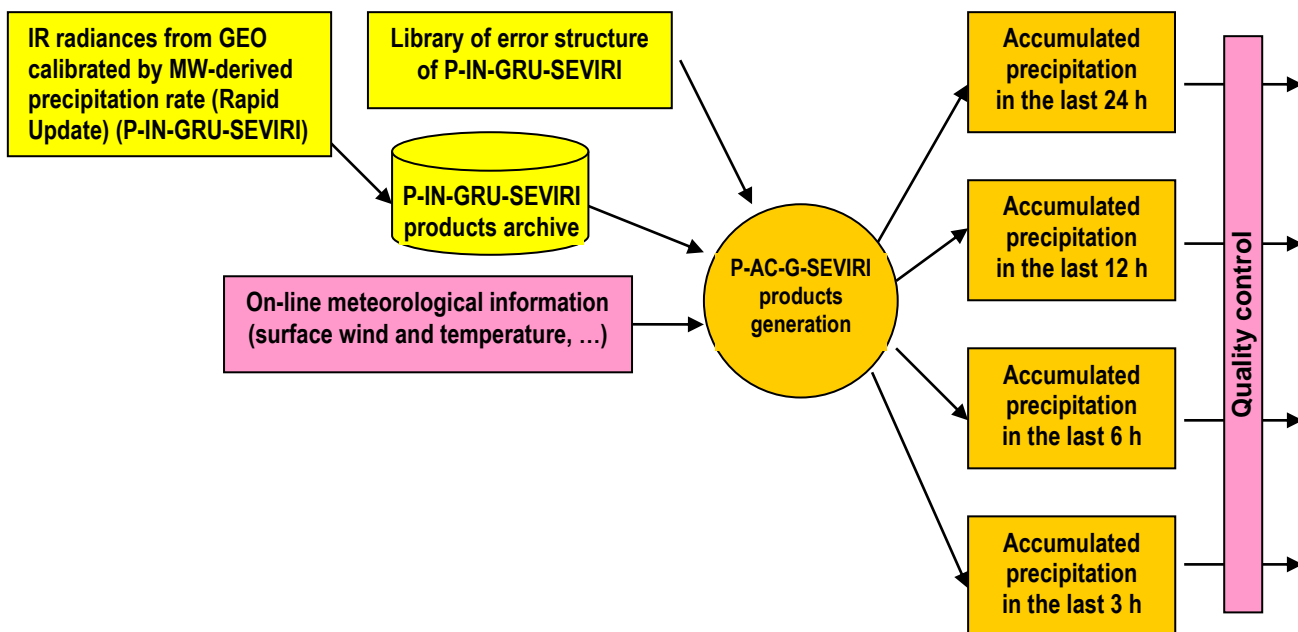 IR radiances from GEO
calibrated by MW-derived
precipitation rate (Rapid
Update) (P-IN-GRU-SEVIRI)
Library of error structure
of P-IN-GRU-SEVIRI
P-IN-GRU-SEVIRI
products archive
On-line meteorological information
(surface wind and temperature, …)
P-AC-G-SEVIRI
products
generation
Accumulated
precipitation
in the last 24 h
Accumulated
precipitation
in the last 12 h
Accumulated
precipitation
in the last 6 h
Accumulated
precipitation
in the last 3 h
Quality control